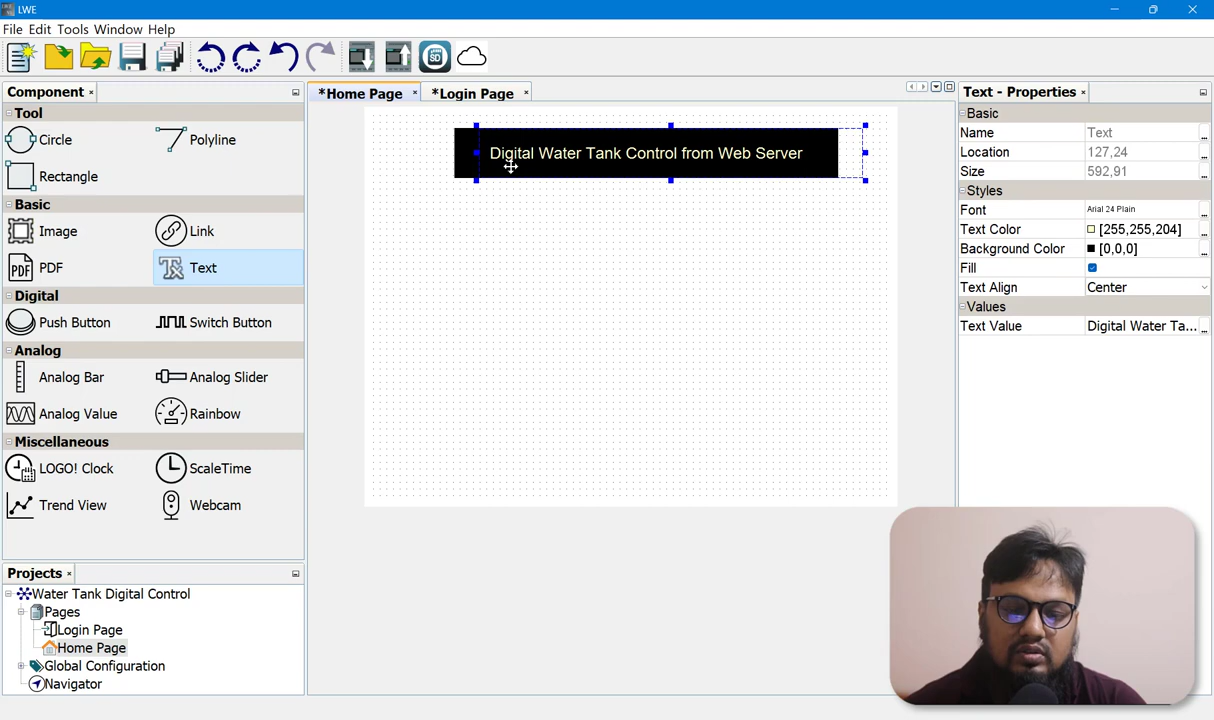 LWE
File Edit Tools Window Help
Component
*Home Page
*Login Page
Text - Properties
Tool
Circle
Polyline
Rectangle
Basic
Image
Link
PDF
Text
Digital
Push Button
Switch Button
Analog
Analog Bar
Analog Slider
Analog Value
Rainbow
Miscellaneous
LOGO! Clock
ScaleTime
Trend View
Webcam
Projects
Water Tank Digital Control
Pages
Login Page
Home Page
Global Configuration
Navigator
Digital Water Tank Control from Web Server
Basic
Name Text
Location 127,24
Size 592,91
Styles
Font Arial 24 Plain
Text Color [255,255,204]
Background Color [0,0,0]
Fill
Text Align Center
Values
Text Value Digital Water Ta...